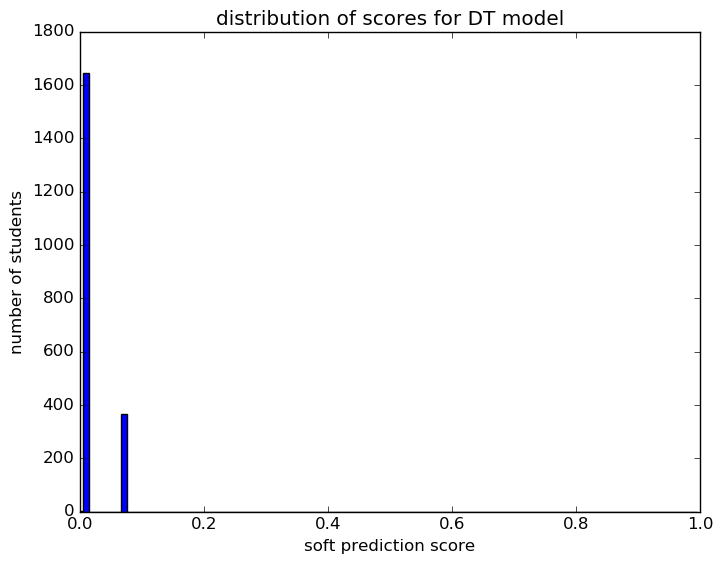 distribution of scores for DT model
1800
1600
1400
1200
1000
800
600
400
200
0
number of students
0.0 0.2 0.4 0.6 0.8 1.0
soft prediction score